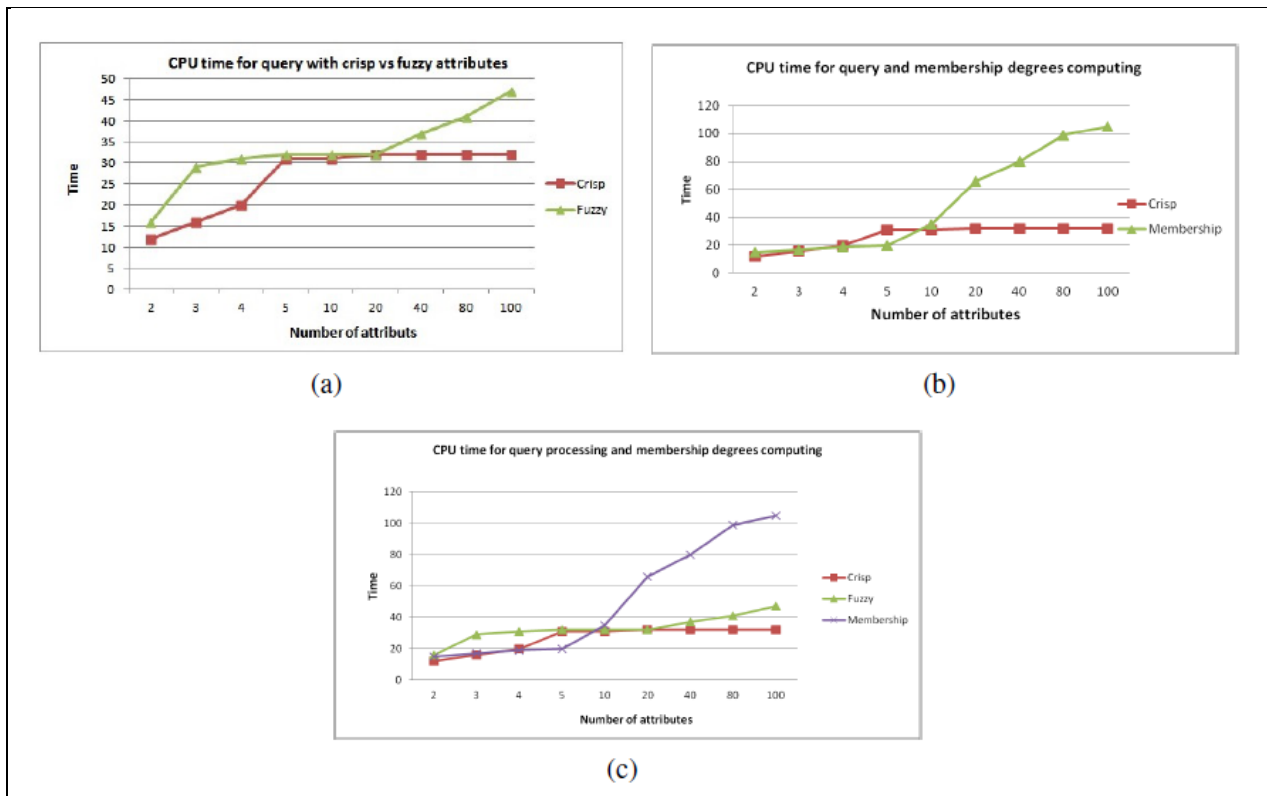 CPU time for query with crisp vs fuzzy attributes
50
45
40
35
30
25
20
15
10
5
0
Time
2 3 4 5 10 20 40 80 100
Number of attributs
Crisp
Fuzzy
(a)
CPU time for query and membership degrees computing
120
100
80
60
40
20
0
Time
2 3 4 5 10 20 40 80 100
Number of attributes
Crisp
Membership
(b)
CPU time for query processing and membership degrees computing
120
100
80
60
40
20
0
Time
2 3 4 5 10 20 40 80 100
Number of attributes
Crisp
Fuzzy
Membership
(c)